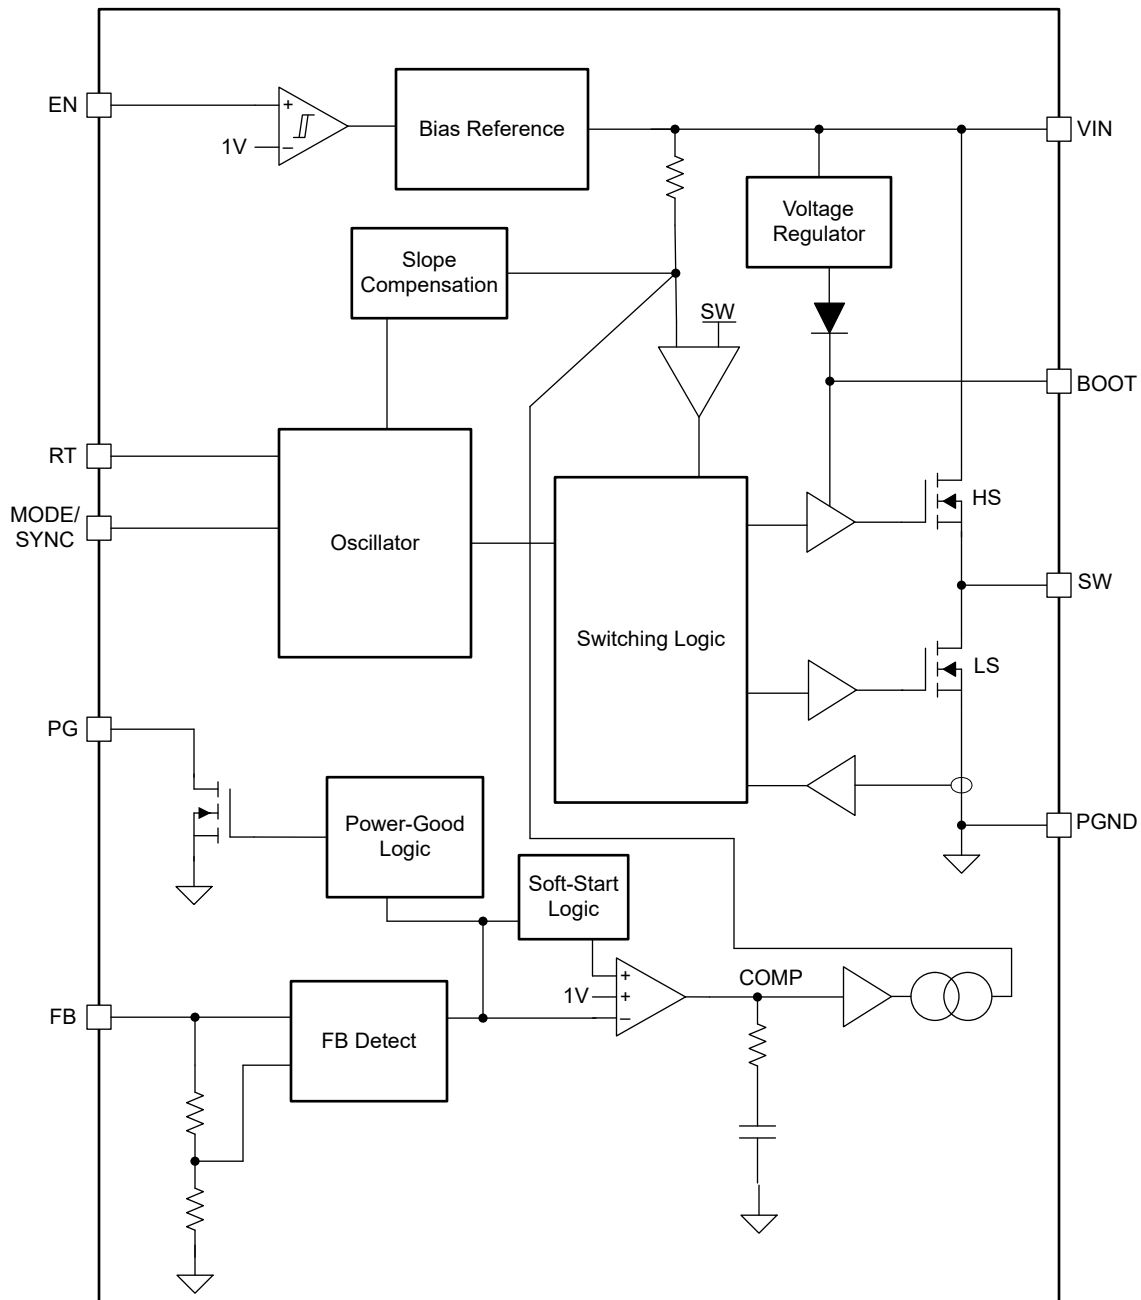 EN
+
1V
−
Bias Reference
VIN
Voltage
Regulator
Slope
Compensation
SW
BOOT
RT
MODE/
SYNC
Oscillator
HS
SW
Switching Logic
LS
PG
Power-Good
Logic
PGND
Soft-Start
Logic
+
1V
+
−
COMP
FB
FB Detect